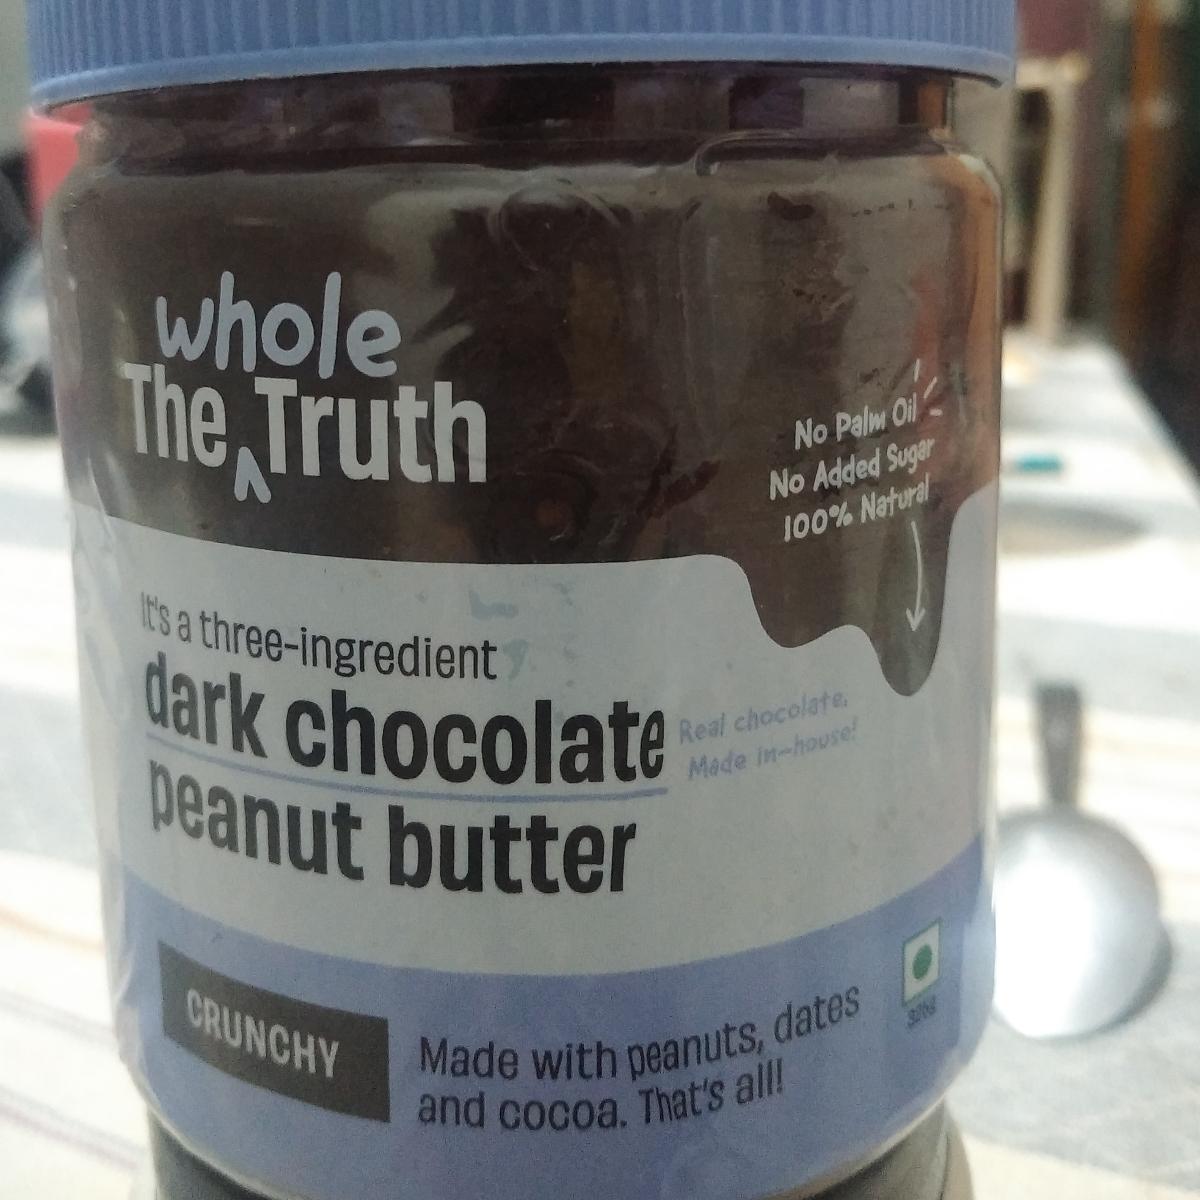 whole
The Truth
No Palm Oil
No Added Sugar
100% Natural
It's a three-ingredient
dark chocolate
peanut butter
Real chocolate.
Made in-house!
CRUNCHY
Made with peanuts, dates
and cocoa. That's all!
325g